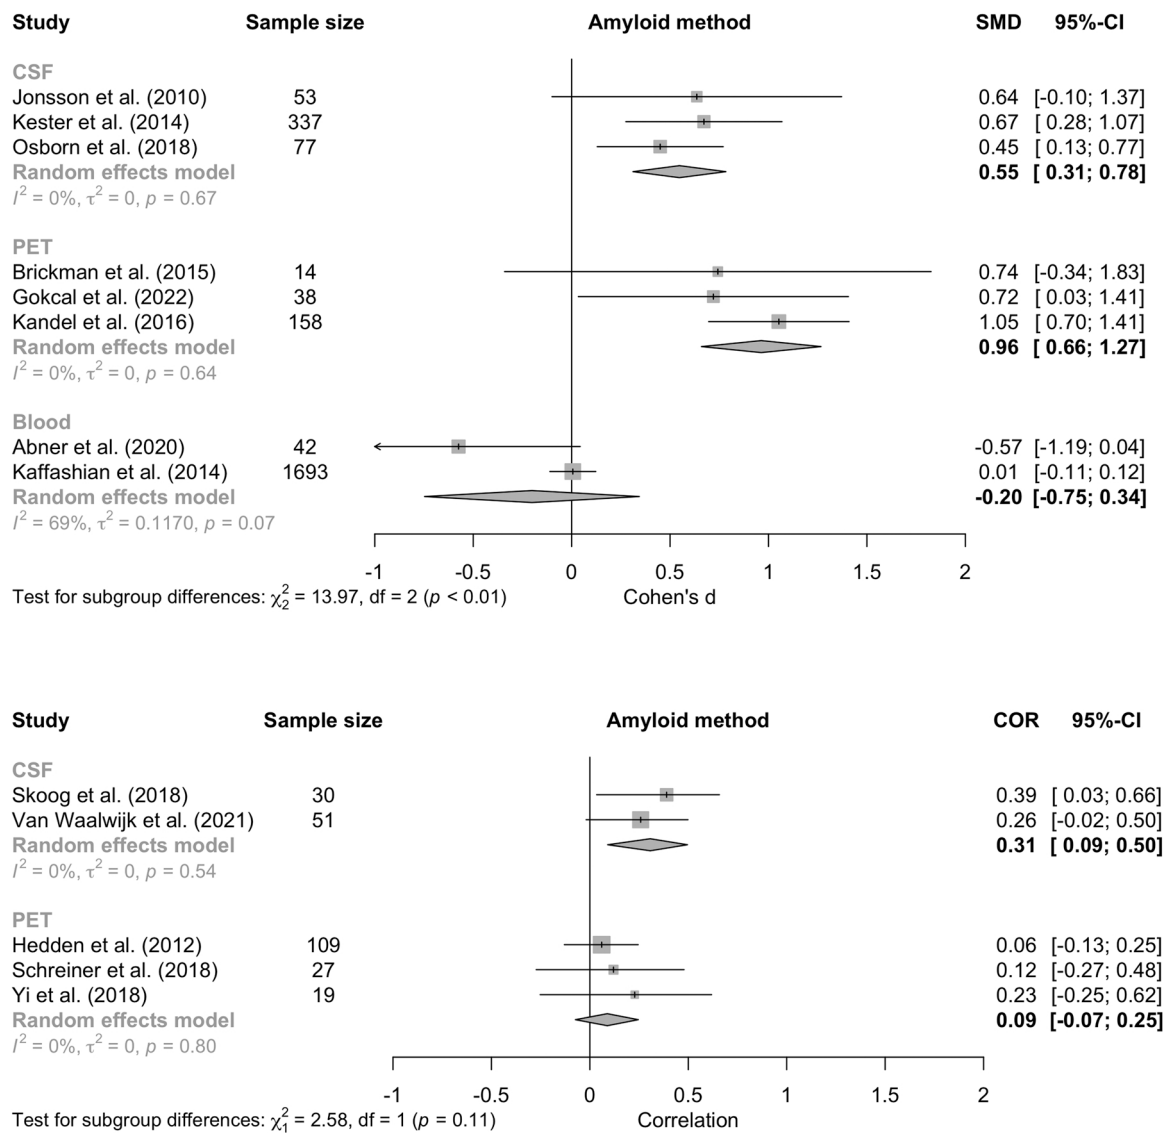 Study Sample size Amyloid method SMD 95%-CI
CSF
Jonsson et al. (2010) 53 0.64 [-0.10; 1.37]
Kester et al. (2014) 337 0.67 [ 0.28; 1.07]
Osborn et al. (2018) 77 0.45 [ 0.13; 0.77]
Random effects model 0.55 [ 0.31; 0.78]
I² = 0%, τ² = 0, p = 0.67
PET
Brickman et al. (2015) 14 0.74 [-0.34; 1.83]
Gokcal et al. (2022) 38 0.72 [ 0.03; 1.41]
Kandel et al. (2016) 158 1.05 [ 0.70; 1.41]
Random effects model 0.96 [ 0.66; 1.27]
I² = 0%, τ² = 0, p = 0.64
Blood
Abner et al. (2020) 42 -0.57 [-1.19; 0.04]
Kaffashian et al. (2014) 1693 0.01 [-0.11; 0.12]
Random effects model -0.20 [-0.75; 0.34]
I² = 69%, τ² = 0.1170, p = 0.07
-1 -0.5 0 0.5 1 1.5 2
Test for subgroup differences: χ²₂ = 13.97, df = 2 (p < 0.01) Cohen's d
Study Sample size Amyloid method COR 95%-CI
CSF
Skoog et al. (2018) 30 0.39 [ 0.03; 0.66]
Van Waalwijk et al. (2021) 51 0.26 [-0.02; 0.50]
Random effects model 0.31 [ 0.09; 0.50]
I² = 0%, τ² = 0, p = 0.54
PET
Hedden et al. (2012) 109 0.06 [-0.13; 0.25]
Schreiner et al. (2018) 27 0.12 [-0.27; 0.48]
Yi et al. (2018) 19 0.23 [-0.25; 0.62]
Random effects model 0.09 [-0.07; 0.25]
I² = 0%, τ² = 0, p = 0.80
-1 -0.5 0 0.5 1 1.5 2
Test for subgroup differences: χ²₁ = 2.58, df = 1 (p = 0.11) Correlation